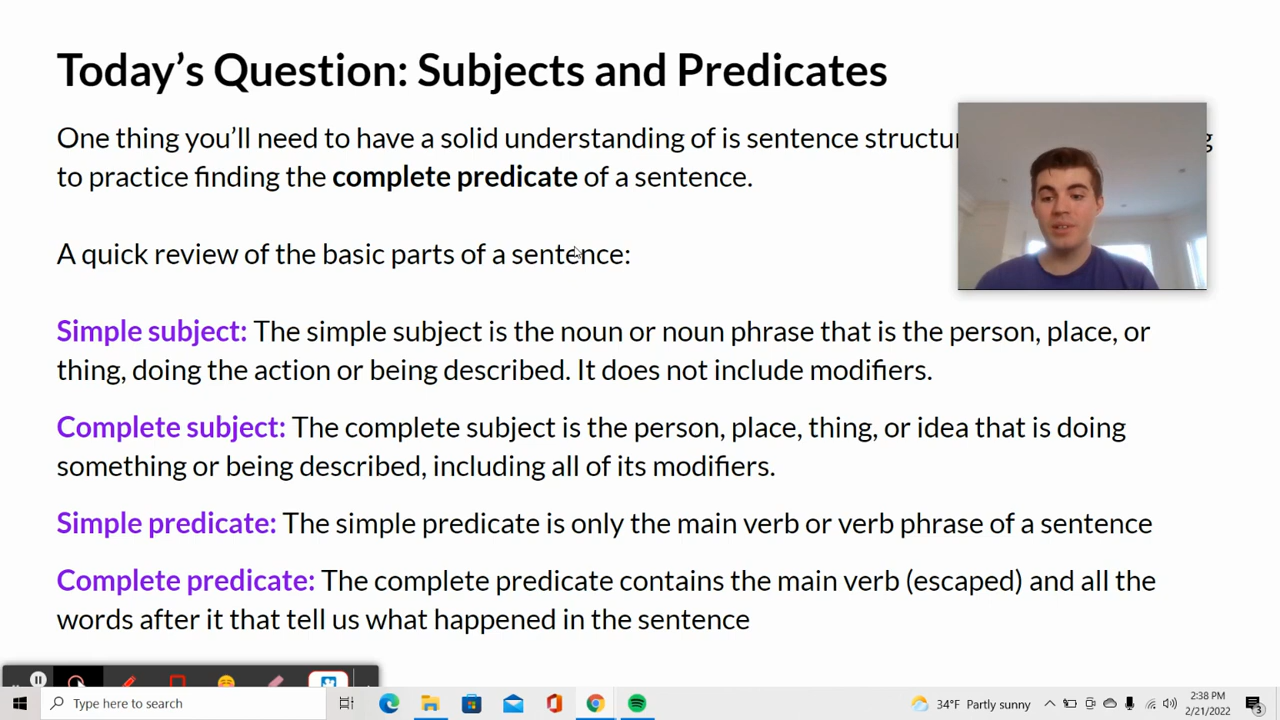 Today's Question: Subjects and Predicates
One thing you'll need to have a solid understanding of is sentence
to practice finding the complete predicate of a sentence.
A quick review of the basic parts of a sentence:
Simple subject: The simple subject is the noun or noun phrase that is the person, place, or
thing, doing the action or being described. It does not include modifiers.
Complete subject: The complete subject is the person, place, thing, or idea that is doing
something or being described, including all of its modifiers.
Simple predicate: The simple predicate is only the main verb or verb phrase of a sentence
Complete predicate: The complete predicate contains the main verb (escaped) and all the
words after it that tell us what happened in the sentence
Type here to search
34°F Partly sunny
2:38 PM
2/21/2022
3